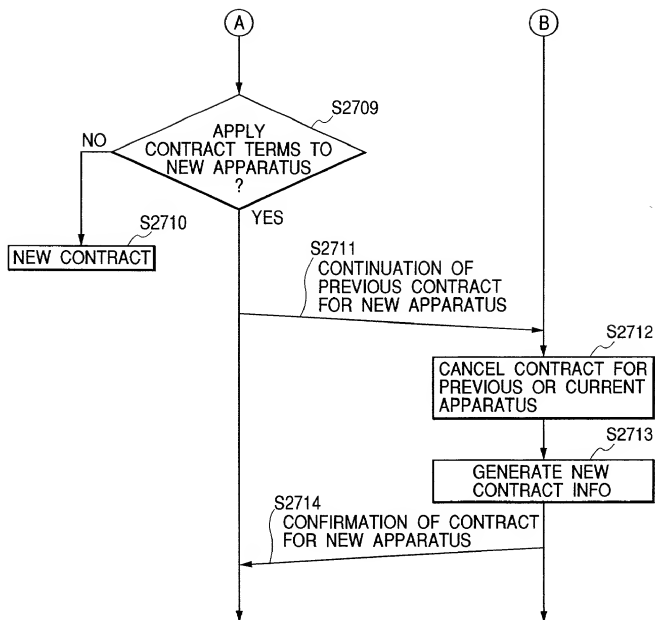 A
B
S2709
APPLY
CONTRACT TERMS TO
NEW APPARATUS
?
NO
YES
S2710
NEW CONTRACT
S2711
CONTINUATION OF
PREVIOUS CONTRACT
FOR NEW APPARATUS
S2712
CANCEL CONTRACT FOR
PREVIOUS OR CURRENT
APPARATUS
S2713
GENERATE NEW
CONTRACT INFO
S2714
CONFIRMATION OF CONTRACT
FOR NEW APPARATUS